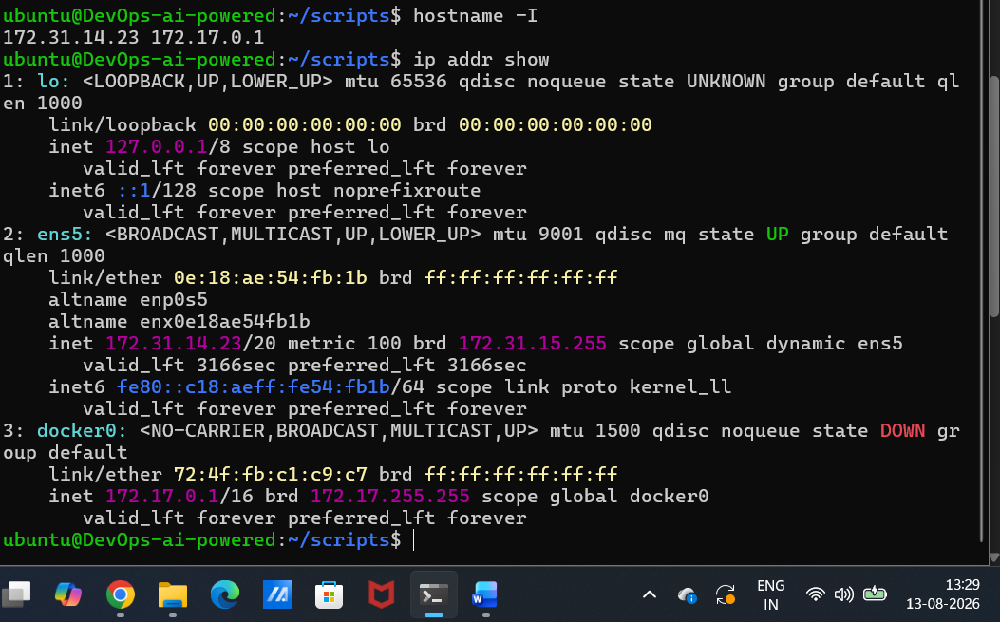 ubuntu@DevOps-ai-powered:~/scripts$ hostname -I
172.31.14.23 172.17.0.1
ubuntu@DevOps-ai-powered:~/scripts$ ip addr show
1: lo: <LOOPBACK,UP,LOWER_UP> mtu 65536 qdisc noqueue state UNKNOWN group default ql
en 1000
    link/loopback 00:00:00:00:00:00 brd 00:00:00:00:00:00
    inet 127.0.0.1/8 scope host lo
       valid_lft forever preferred_lft forever
    inet6 ::1/128 scope host noprefixroute
       valid_lft forever preferred_lft forever
2: ens5: <BROADCAST,MULTICAST,UP,LOWER_UP> mtu 9001 qdisc mq state UP group default
qlen 1000
    link/ether 0e:18:ae:54:fb:1b brd ff:ff:ff:ff:ff:ff
    altname enp0s5
    altname enx0e18ae54fb1b
    inet 172.31.14.23/20 metric 100 brd 172.31.15.255 scope global dynamic ens5
       valid_lft 3166sec preferred_lft 3166sec
    inet6 fe80::c18:aeff:fe54:fb1b/64 scope link proto kernel_ll
       valid_lft forever preferred_lft forever
3: docker0: <NO-CARRIER,BROADCAST,MULTICAST,UP> mtu 1500 qdisc noqueue state DOWN gr
oup default
    link/ether 72:4f:fb:c1:c9:c7 brd ff:ff:ff:ff:ff:ff
    inet 172.17.0.1/16 brd 172.17.255.255 scope global docker0
       valid_lft forever preferred_lft forever
ubuntu@DevOps-ai-powered:~/scripts$
ENG
IN
13:29
13-08-2026